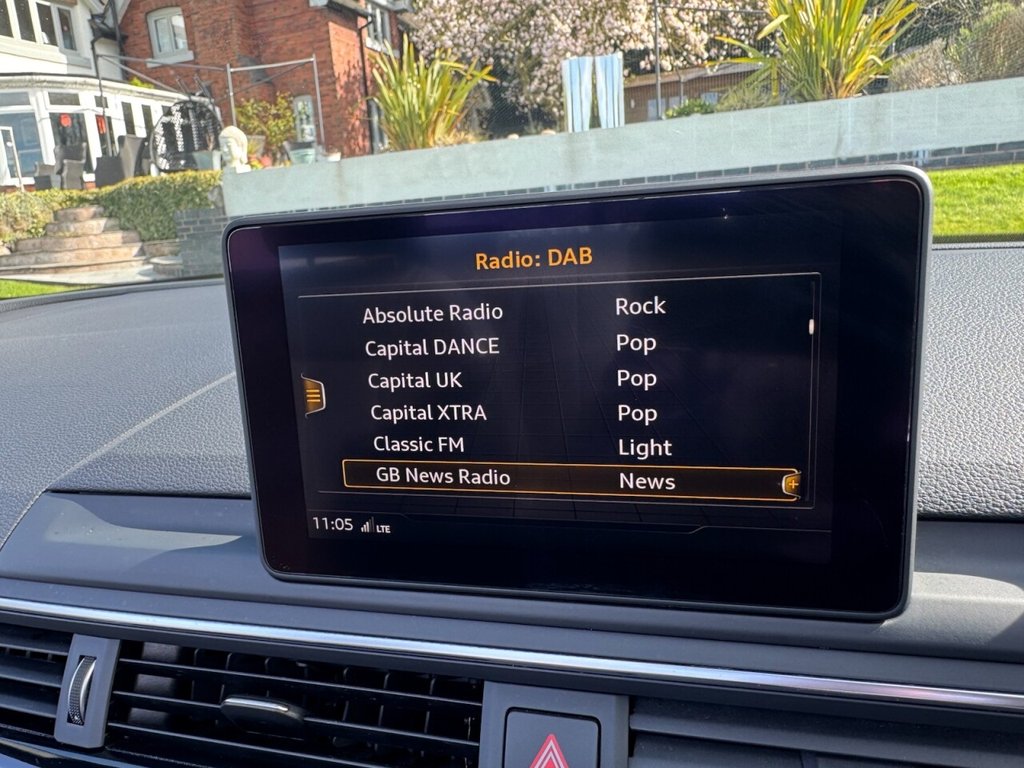 Radio: DAB
Absolute Radio Rock
Capital DANCE Pop
Capital UK Pop
Capital XTRA Pop
Classic FM Light
GB News Radio News
11:05 LTE